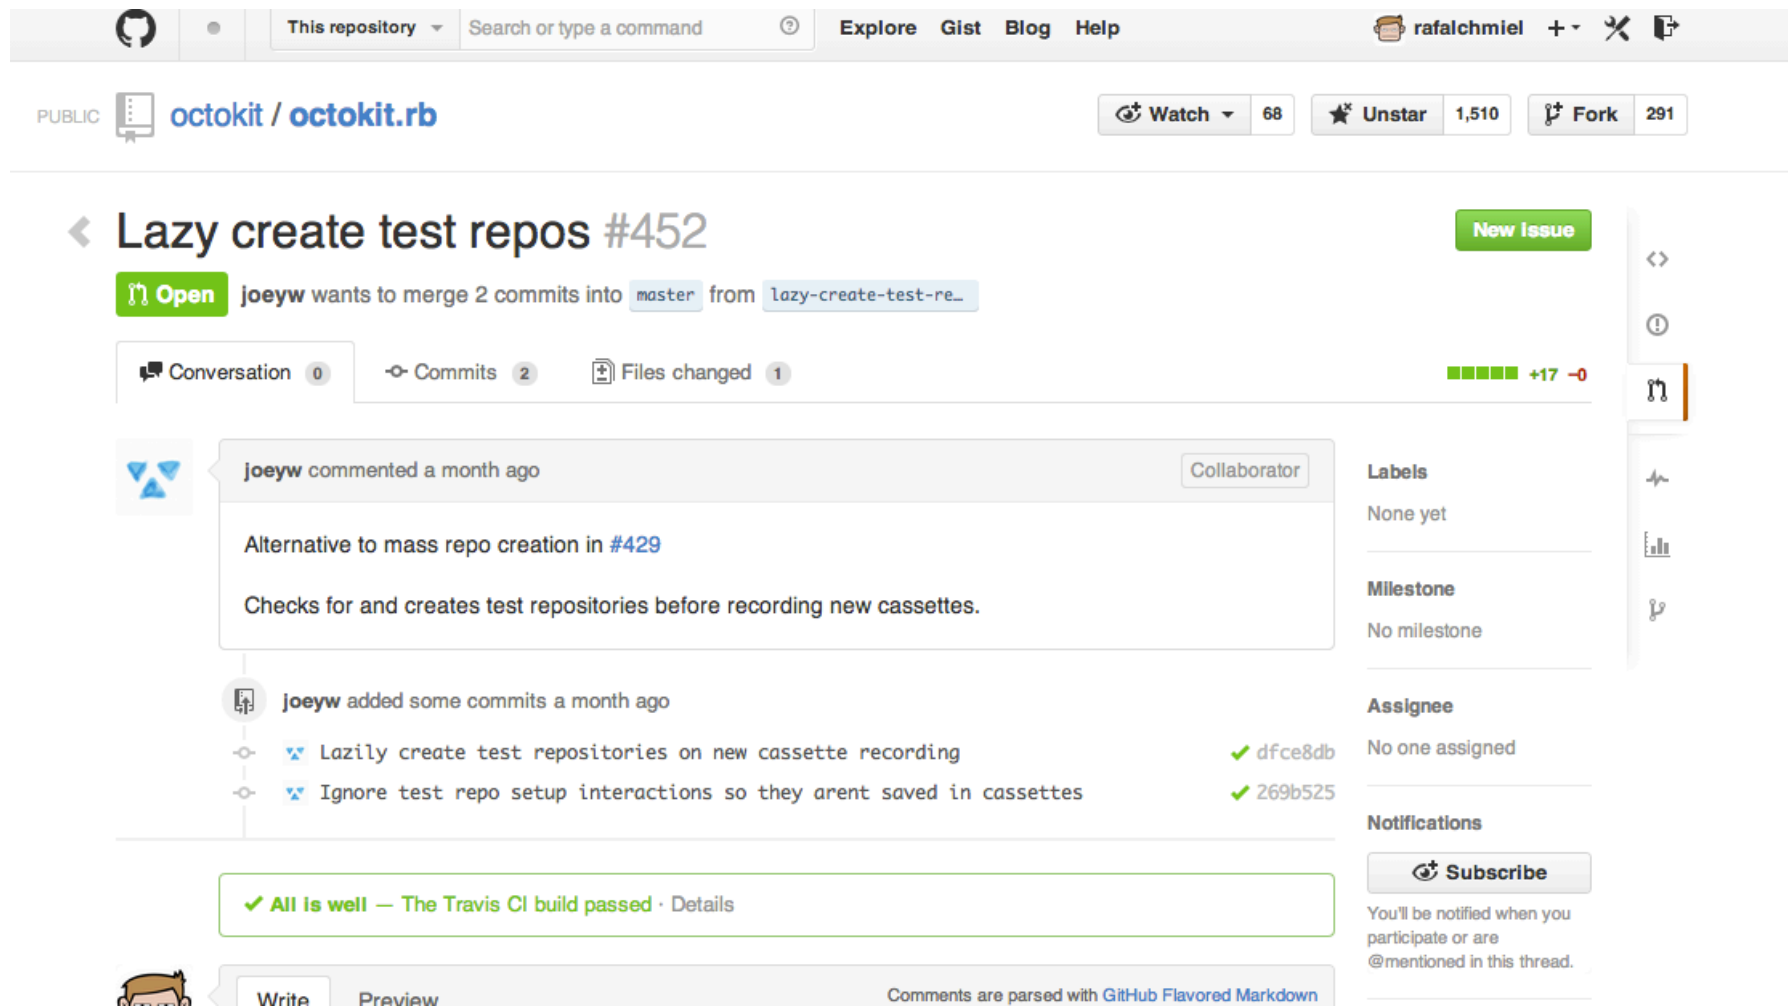 This repository Search or type a command Explore Gist Blog Help rafalchmiel
PUBLIC octokit / octokit.rb Watch 68 Unstar 1,510 Fork 291
Lazy create test repos #452 New Issue
Open joeyw wants to merge 2 commits into master from lazy-create-test-re…
Conversation 0 Commits 2 Files changed 1 +17 −0
joeyw commented a month ago Collaborator
Alternative to mass repo creation in #429
Checks for and creates test repositories before recording new cassettes.
joeyw added some commits a month ago
Lazily create test repositories on new cassette recording dfce8db
Ignore test repo setup interactions so they arent saved in cassettes 269b525
All is well — The Travis CI build passed · Details
Write Preview Comments are parsed with GitHub Flavored Markdown
Labels
None yet
Milestone
No milestone
Assignee
No one assigned
Notifications
Subscribe
You'll be notified when you
participate or are
@mentioned in this thread.